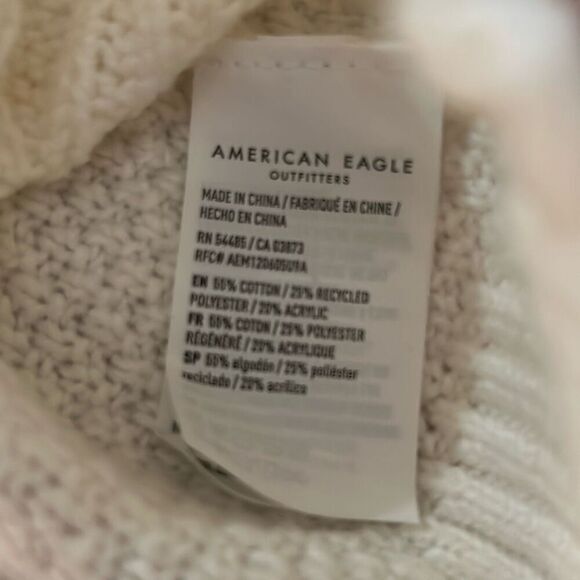 AMERICAN EAGLE
OUTFITTERS
MADE IN CHINA / FABRIQUÉ EN CHINE /
HECHO EN CHINA
RN 54485 / CA 03873
RFC# AEM120605U9A
EN 55% COTTON / 25% RECYCLED
POLYESTER / 20% ACRYLIC
FR 55% COTON / 25% POLYESTER
RÉGÉNÉRÉ / 20% ACRYLIQUE
SP 55% algodón / 25% poliéster
reciclado / 20% acrílico